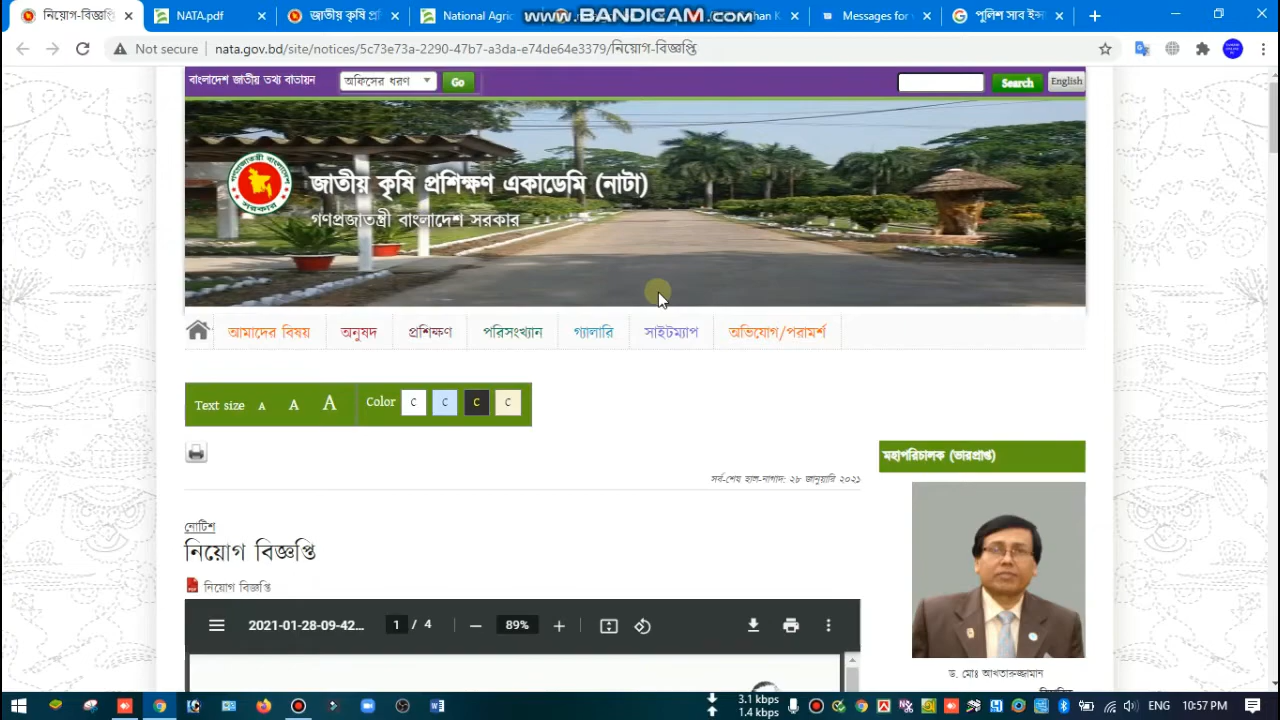 নিয়োগ-বিজ্ঞপ্তি
NATA.pdf
জাতীয় কৃষি প্রশি
National Agric
www.BANDICAM.com
Messages for
পুলিশ সাব ইন্স
Not secure
nata.gov.bd/site/notices/5c73e73a-2290-47b7-a3da-e74de64e3379/নিয়োগ-বিজ্ঞপ্তি
বাংলাদেশ জাতীয় তথ্য বাতায়ন
অফিসের ধরণ
Go
Search
English
জাতীয় কৃষি প্রশিক্ষণ একাডেমি (নাটা)
গণপ্রজাতন্ত্রী বাংলাদেশ সরকার
আমাদের বিষয় অনুষদ প্রশিক্ষণ পরিসংখ্যান গ্যালারি সাইটম্যাপ অভিযোগ/পরামর্শ
Text size A A A Color C C C C
মহাপরিচালক (ভারপ্রাপ্ত)
সর্ব-শেষ হাল-নাগাদ: ২৮ জানুয়ারি ২০২১
নোটিশ
নিয়োগ বিজ্ঞপ্তি
নিয়োগ বিজ্ঞপ্তি
2021-01-28-09-42... 1 / 4 89%
ড. মোঃ আখতারুজ্জামান
3.1 kbps
1.4 kbps
ENG 10:57 PM